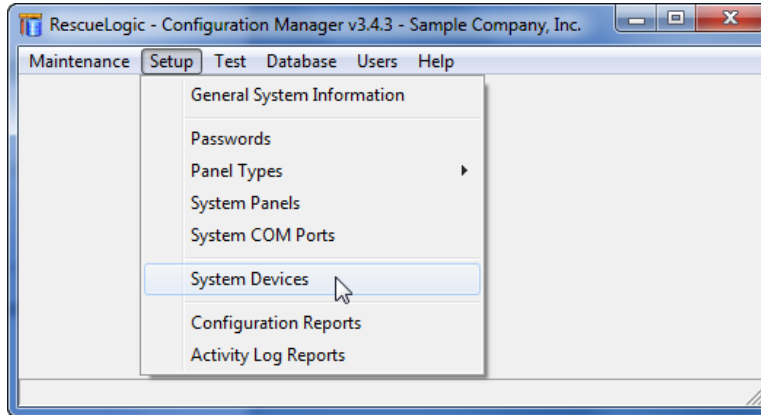 RescueLogic - Configuration Manager v3.4.3 - Sample Company, Inc.
Maintenance Setup Test Database Users Help
General System Information
Passwords
Panel Types
System Panels
System COM Ports
System Devices
Configuration Reports
Activity Log Reports